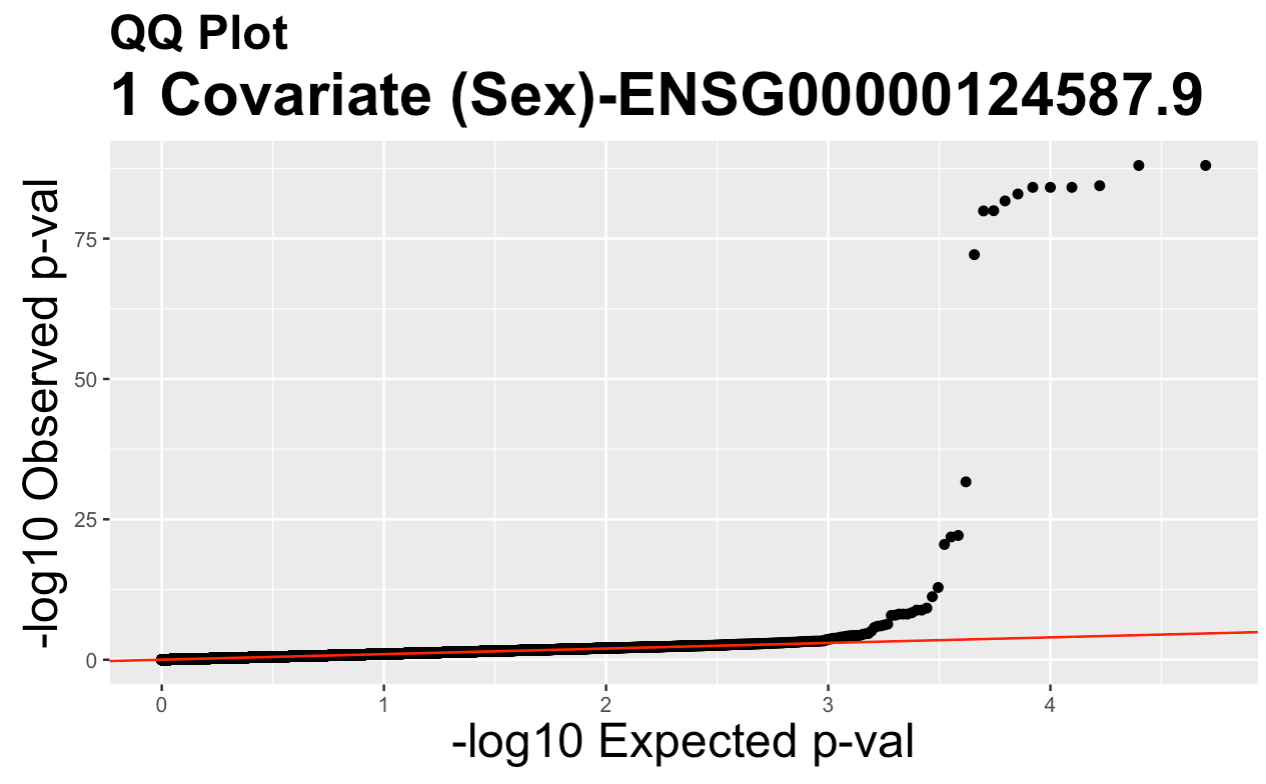 QQ Plot
1 Covariate (Sex)-ENSG00000124587.9
-log10 Observed p-val
75
50
25
0
0 1 2 3 4
-log10 Expected p-val